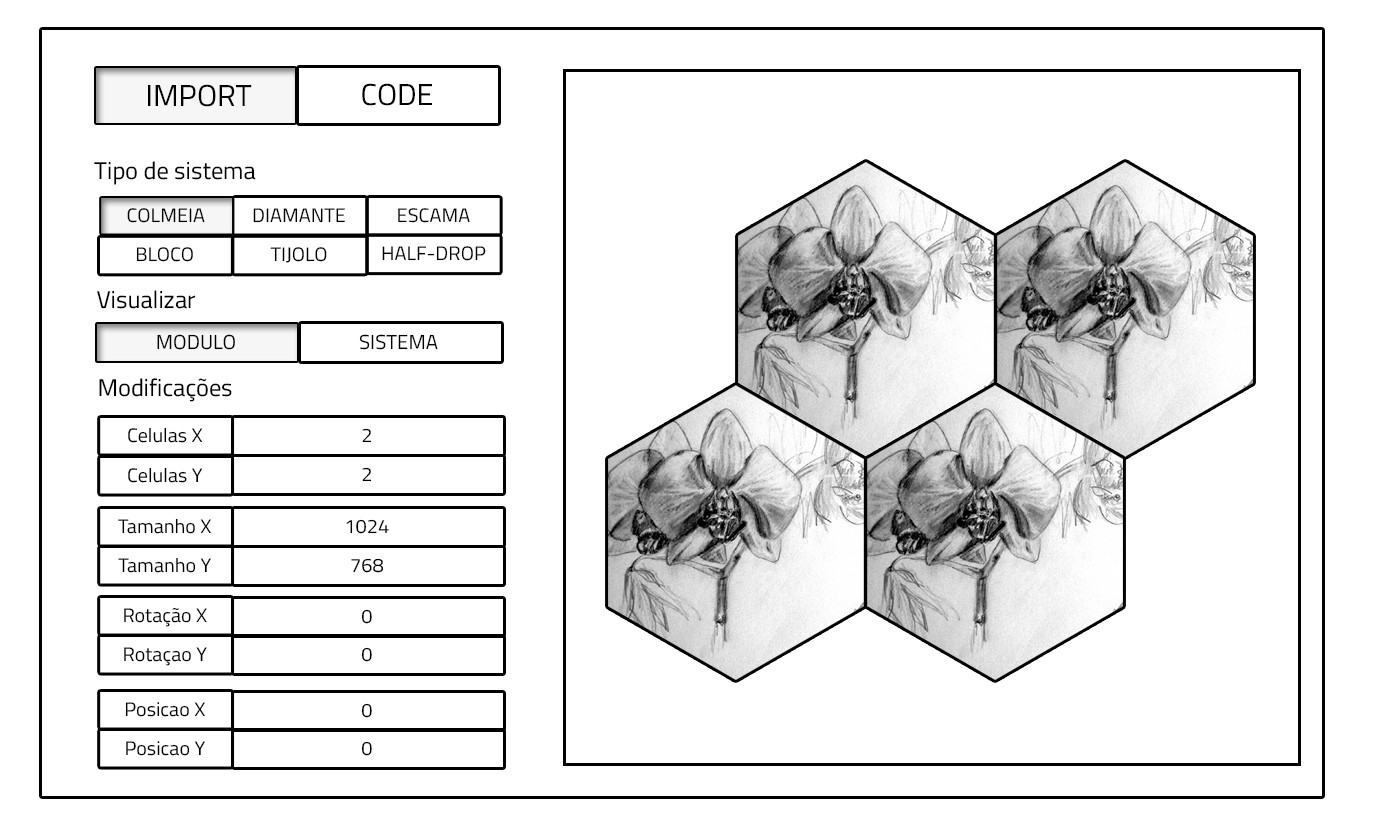 IMPORT CODE
Tipo de sistema
COLMEIA DIAMANTE ESCAMA
BLOCO TIJOLO HALF-DROP
Visualizar
MODULO SISTEMA
Modificações
Celulas X 2
Celulas Y 2
Tamanho X 1024
Tamanho Y 768
Rotação X 0
Rotaçao Y 0
Posicao X 0
Posicao Y 0